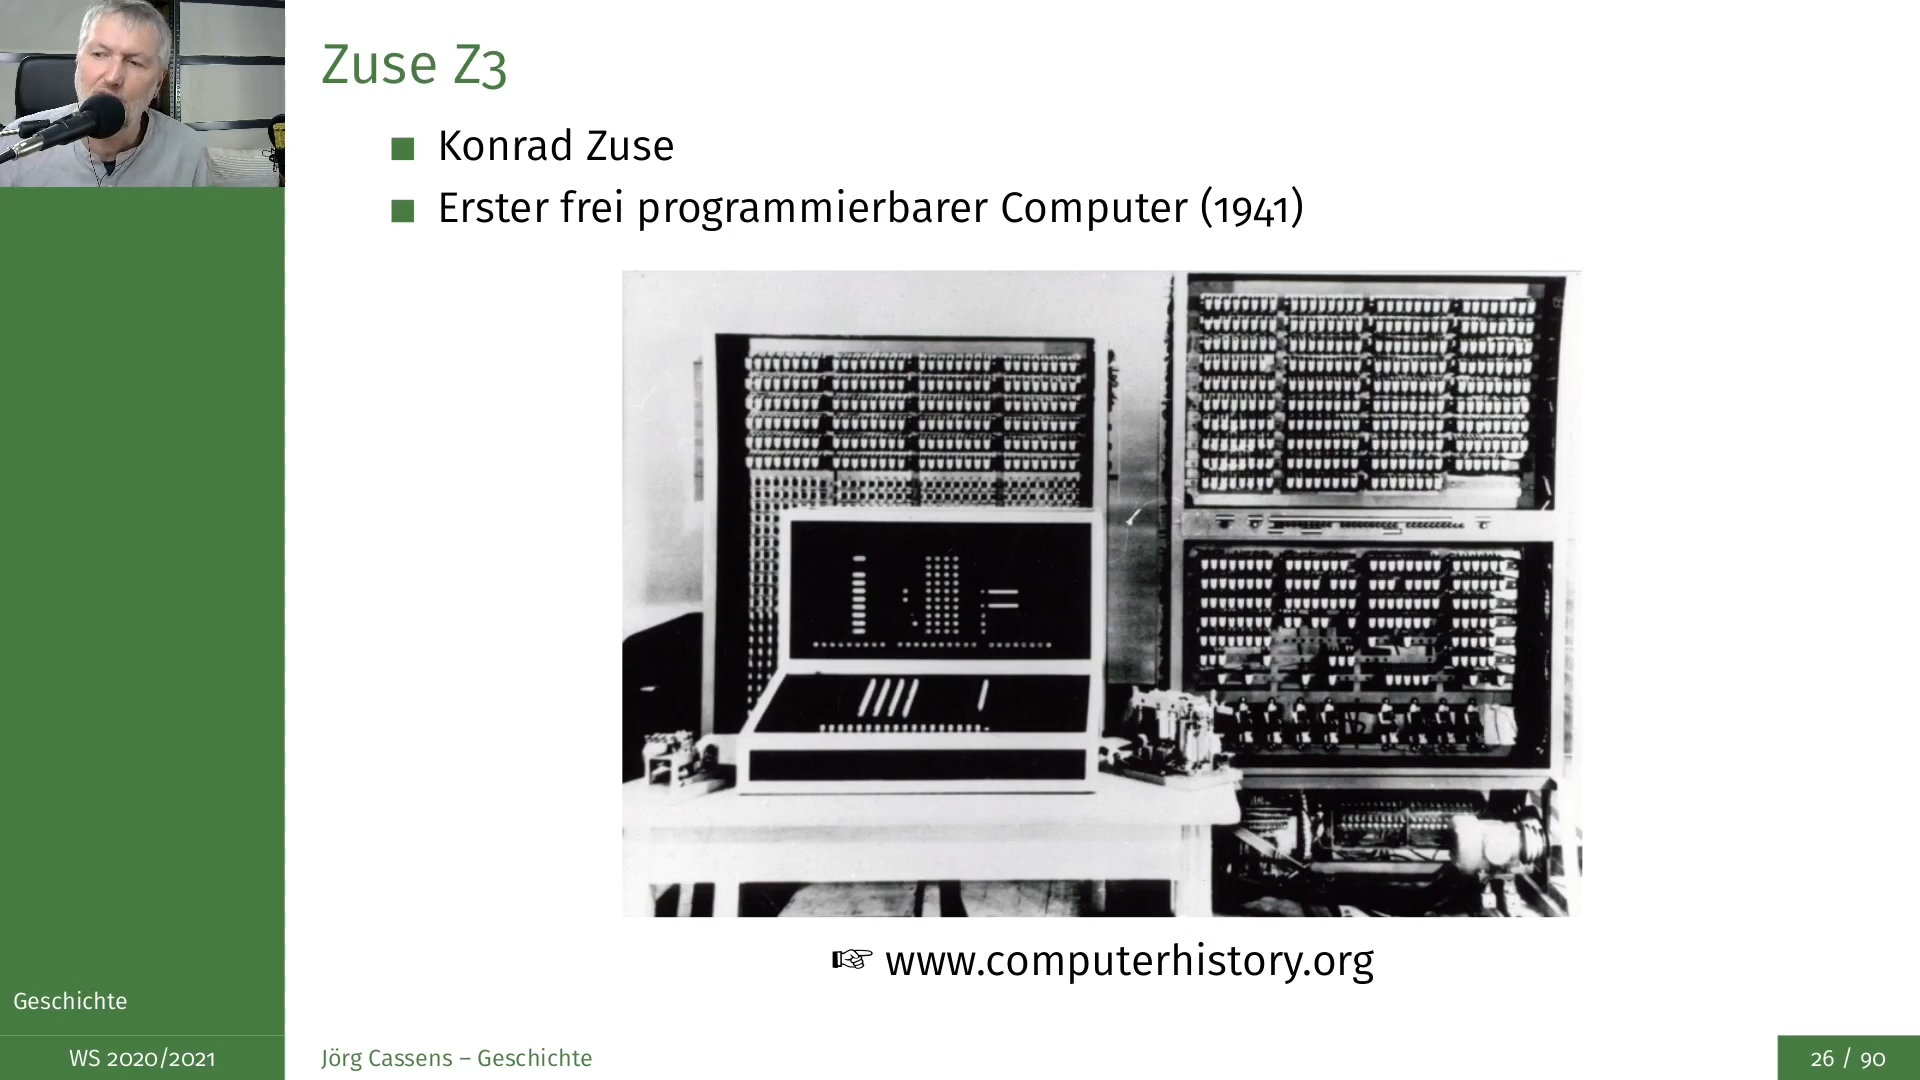 Zuse Z3
Konrad Zuse
Erster frei programmierbarer Computer (1941)
☞ www.computerhistory.org
Geschichte
WS 2020/2021
Jörg Cassens – Geschichte
26 / 90